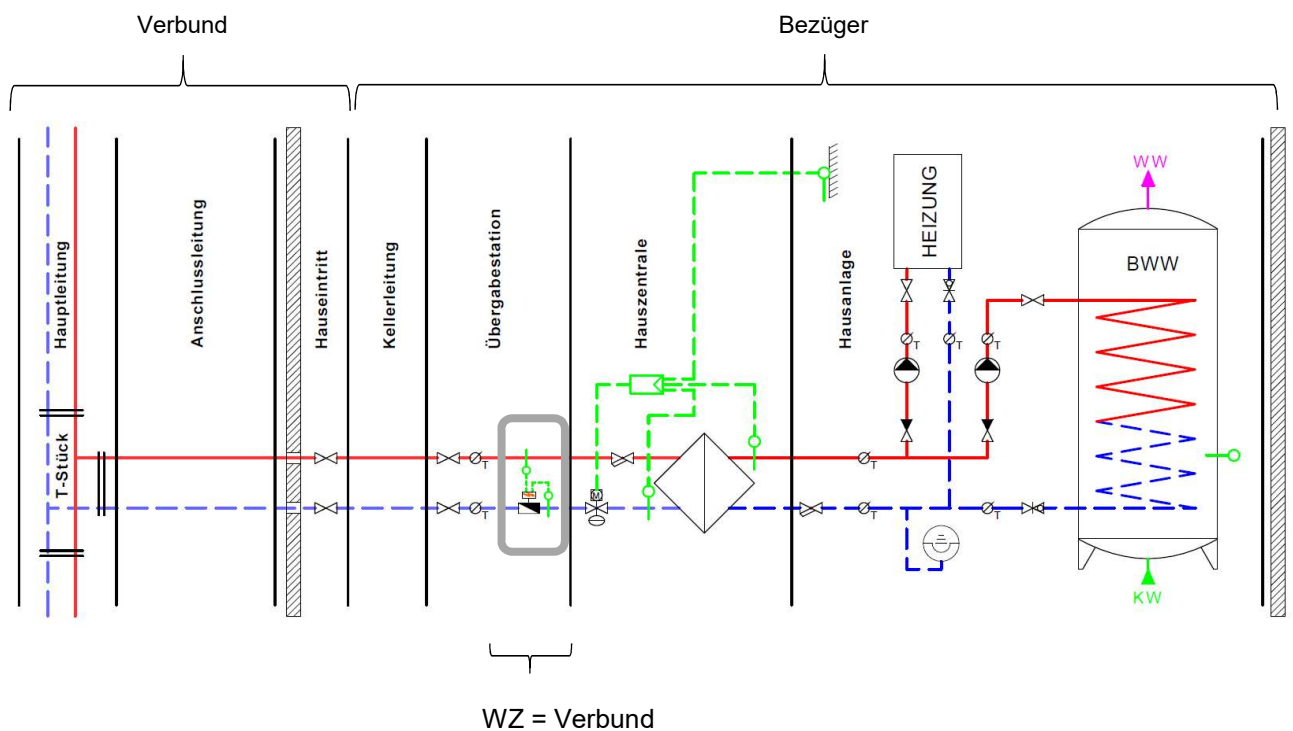 Verbund
Bezüger
Hauptleitung
T-Stück
Anschlussleitung
Hauseintritt
Kellerleitung
Übergabestation
Hauszentrale
Hausanlage
HEIZUNG
WW
BWW
KW
T
T
T
T
T
T
T
T
M
WZ = Verbund